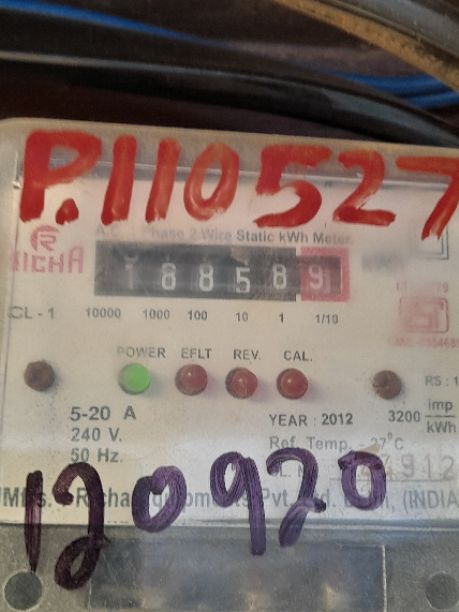 P.110527
A.C. 1 Phase 2 Wire Static kWh Meter
RICHA
188589
CL - 1 10000 1000 100 10 1 1/10
POWER EFLT REV. CAL.
5-20 A
240 V.
50 Hz.
YEAR : 2012 3200 imp/kWh
Ref. Temp. - 27°C
120920
(INDIA